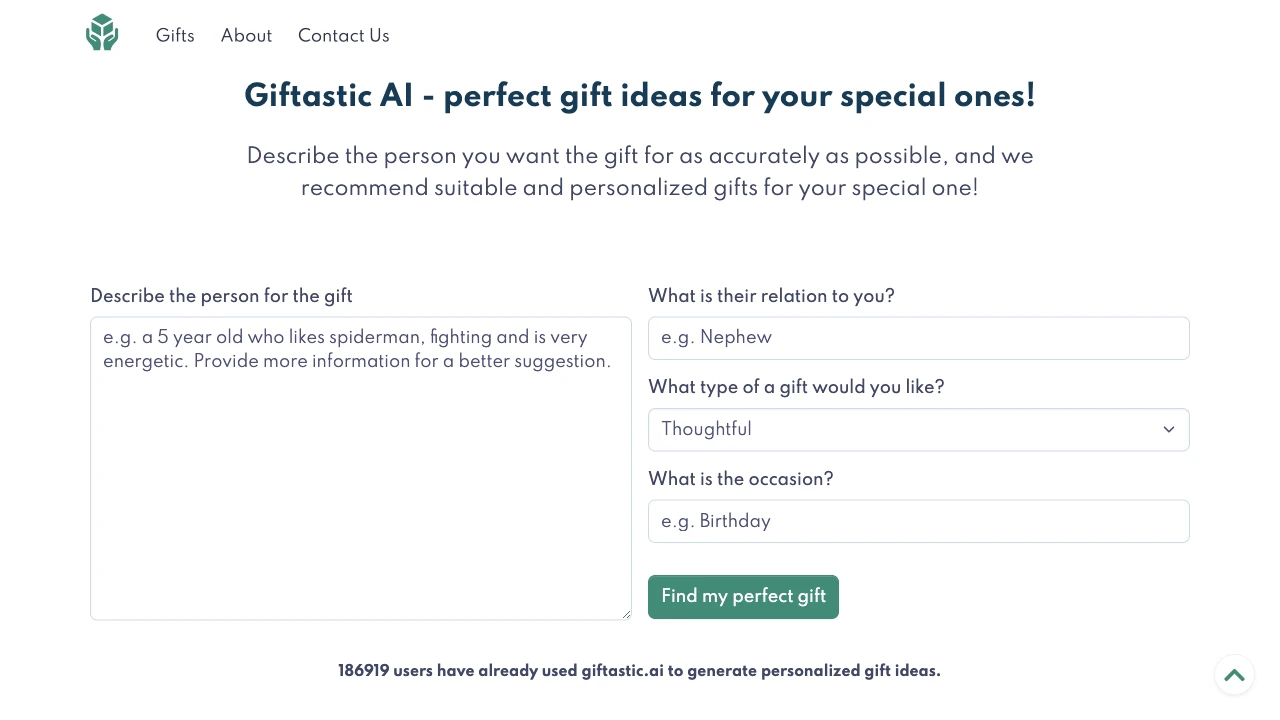 Gifts About Contact Us
Giftastic AI - perfect gift ideas for your special ones!
Describe the person you want the gift for as accurately as possible, and we
recommend suitable and personalized gifts for your special one!
Describe the person for the gift
e.g. a 5 year old who likes spiderman, fighting and is very
energetic. Provide more information for a better suggestion.
What is their relation to you?
e.g. Nephew
What type of a gift would you like?
Thoughtful
What is the occasion?
e.g. Birthday
Find my perfect gift
186919 users have already used giftastic.ai to generate personalized gift ideas.